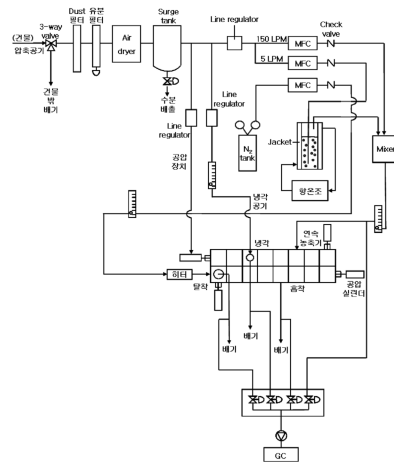 3-way
valve
Dust
필터
유분
필터
Air
dryer
Surge
tank
Line regulator
150 LPM
MFC
Check
valve
(건물)
압축공기
5 LPM
MFC
건물
밖
배기
수분
배출
Line
regulator
MFC
Line
regulator
N₂
tank
Jacket
항온조
Mixer
공압
장치
냉각
공기
냉각
연속
농축기
히터
탈착
흡착
공압
실린더
배기
배기
배기
GC